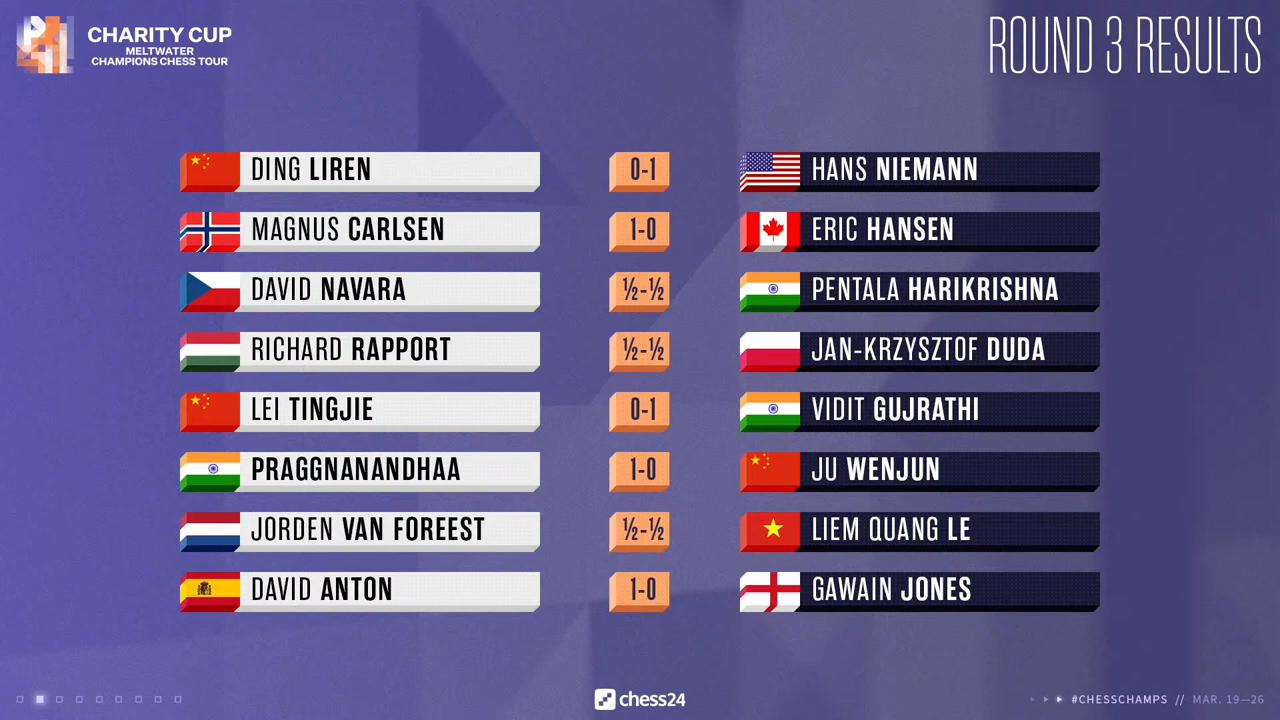 CHARITY CUP
MELTWATER
CHAMPIONS CHESS TOUR
ROUND 3 RESULTS
DING LIREN 0-1 HANS NIEMANN
MAGNUS CARLSEN 1-0 ERIC HANSEN
DAVID NAVARA ½-½ PENTALA HARIKRISHNA
RICHARD RAPPORT ½-½ JAN-KRZYSZTOF DUDA
LEI TINGJIE 0-1 VIDIT GUJRATHI
PRAGGNANANDHAA 1-0 JU WENJUN
JORDEN VAN FOREEST ½-½ LIEM QUANG LE
DAVID ANTON 1-0 GAWAIN JONES
chess24
#CHESSCHAMPS // MAR. 19—26